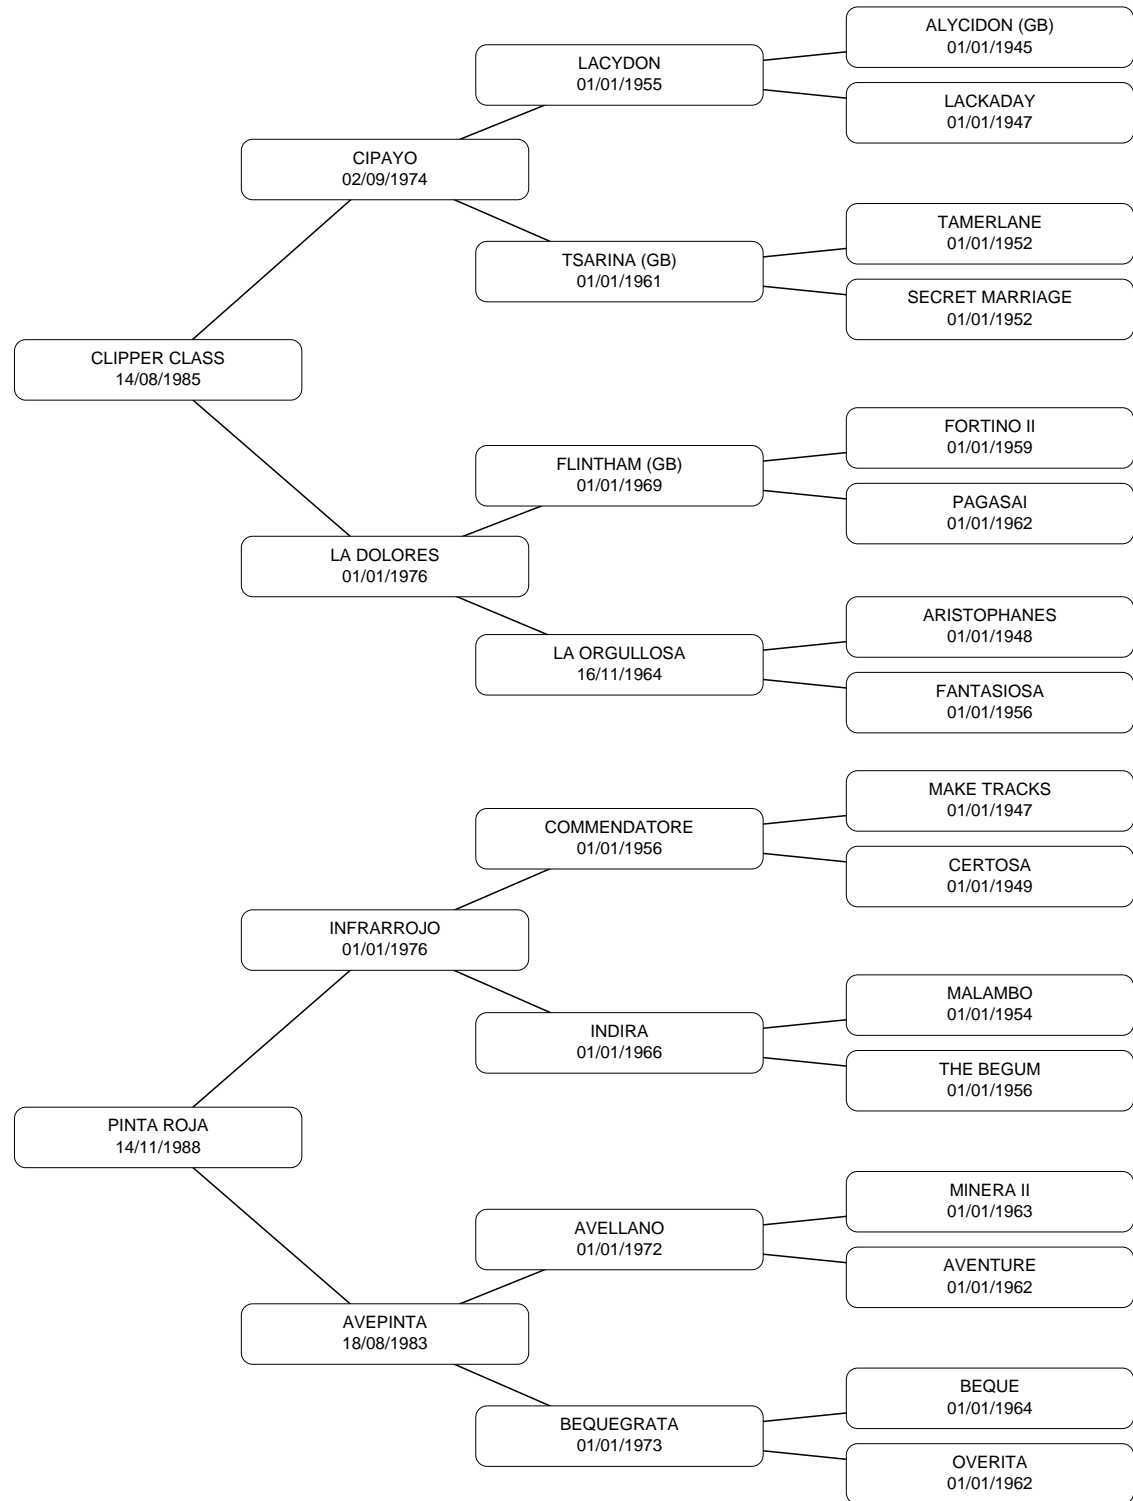 ALYCIDON (GB)
01/01/1945
LACYDON
01/01/1955
LACKADAY
01/01/1947
CIPAYO
02/09/1974
TAMERLANE
01/01/1952
TSARINA (GB)
01/01/1961
SECRET MARRIAGE
01/01/1952
CLIPPER CLASS
14/08/1985
FORTINO II
01/01/1959
FLINTHAM (GB)
01/01/1969
PAGASAI
01/01/1962
LA DOLORES
01/01/1976
ARISTOPHANES
01/01/1948
LA ORGULLOSA
16/11/1964
FANTASIOSA
01/01/1956
MAKE TRACKS
01/01/1947
COMMENDATORE
01/01/1956
CERTOSA
01/01/1949
INFRARROJO
01/01/1976
MALAMBO
01/01/1954
INDIRA
01/01/1966
THE BEGUM
01/01/1956
PINTA ROJA
14/11/1988
MINERA II
01/01/1963
AVELLANO
01/01/1972
AVENTURE
01/01/1962
AVEPINTA
18/08/1983
BEQUE
01/01/1964
BEQUEGRATA
01/01/1973
OVERITA
01/01/1962